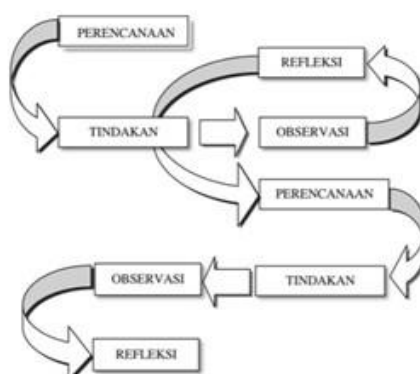 PERENCANAAN
REFLEKSI
TINDAKAN
OBSERVASI
PERENCANAAN
OBSERVASI
TINDAKAN
REFLEKSI